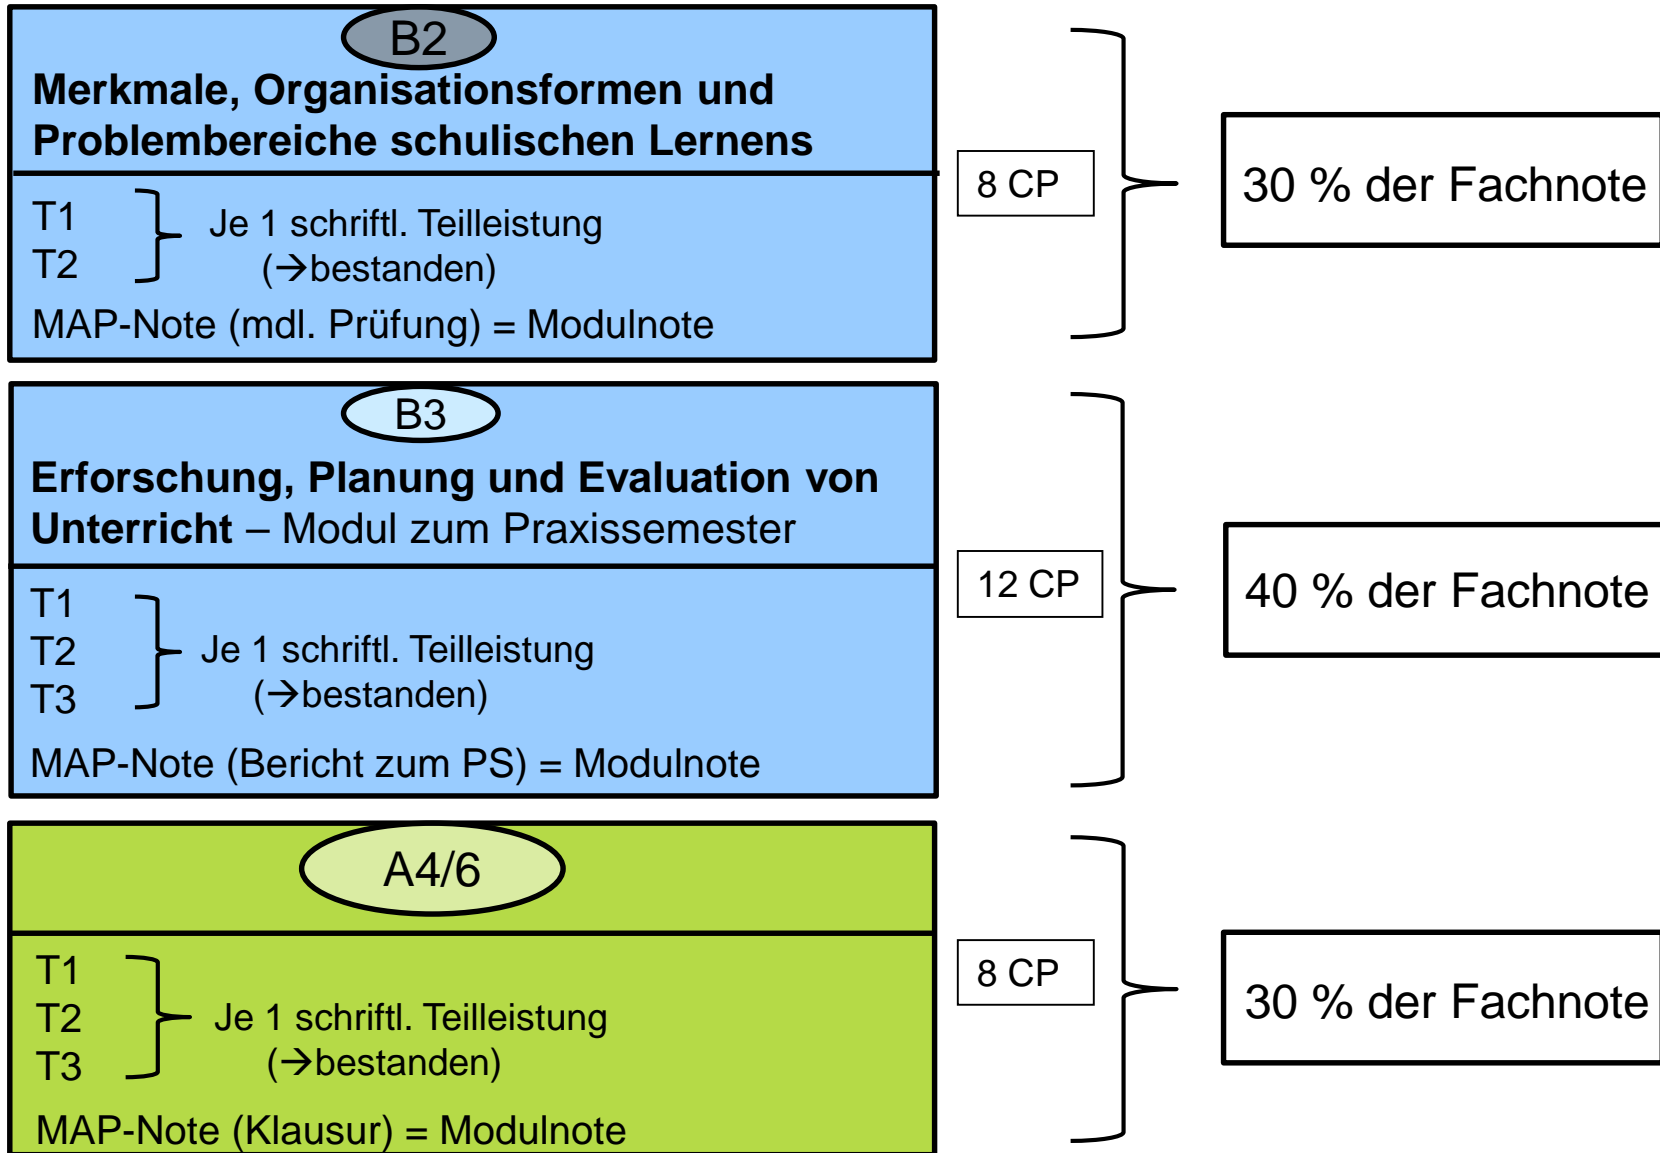 B2
Merkmale, Organisationsformen und
Problembereiche schulischen Lernens
8 CP
30 % der Fachnote
T1
T2
Je 1 schriftl. Teilleistung
(→bestanden)
MAP-Note (mdl. Prüfung) = Modulnote
B3
Erforschung, Planung und Evaluation von
Unterricht – Modul zum Praxissemester
12 CP
40 % der Fachnote
T1
T2
T3
Je 1 schriftl. Teilleistung
(→bestanden)
MAP-Note (Bericht zum PS) = Modulnote
A4/6
8 CP
30 % der Fachnote
T1
T2
T3
Je 1 schriftl. Teilleistung
(→bestanden)
MAP-Note (Klausur) = Modulnote